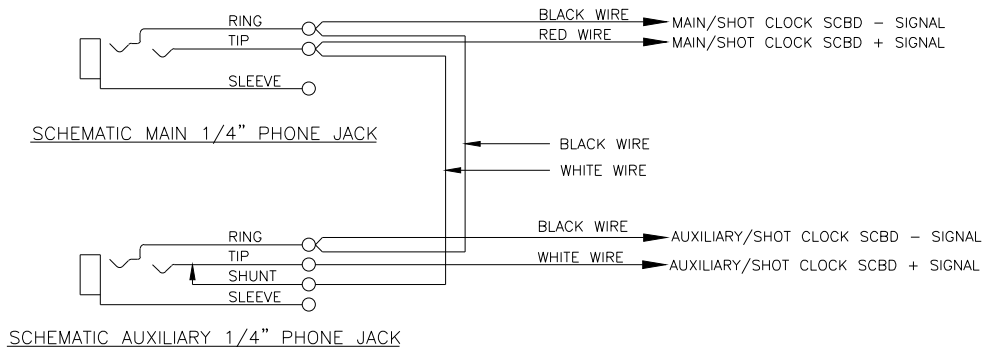 RING
BLACK WIRE
MAIN/SHOT CLOCK SCBD – SIGNAL
TIP
RED WIRE
MAIN/SHOT CLOCK SCBD + SIGNAL
SLEEVE
SCHEMATIC MAIN 1/4” PHONE JACK
BLACK WIRE
WHITE WIRE
RING
BLACK WIRE
AUXILIARY/SHOT CLOCK SCBD – SIGNAL
TIP
WHITE WIRE
AUXILIARY/SHOT CLOCK SCBD + SIGNAL
SHUNT
SLEEVE
SCHEMATIC AUXILIARY 1/4” PHONE JACK